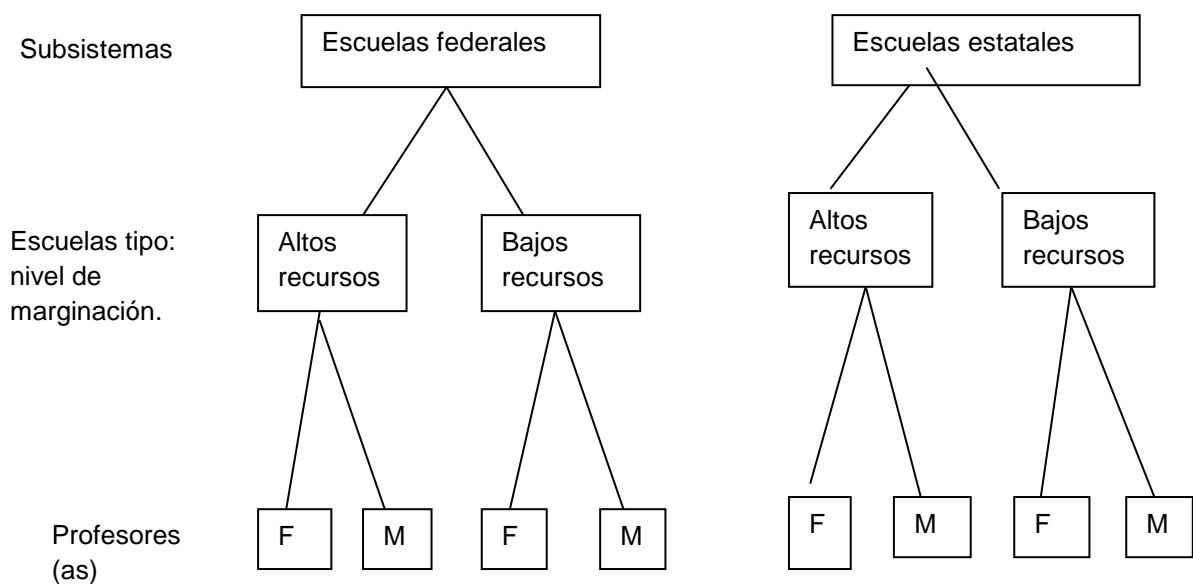 Subsistemas
Escuelas federales
Escuelas estatales
Escuelas tipo:
nivel de
marginación.
Altos
recursos
Bajos
recursos
Altos
recursos
Bajos
recursos
Profesores
(as)
F
M
F
M
F
M
F
M